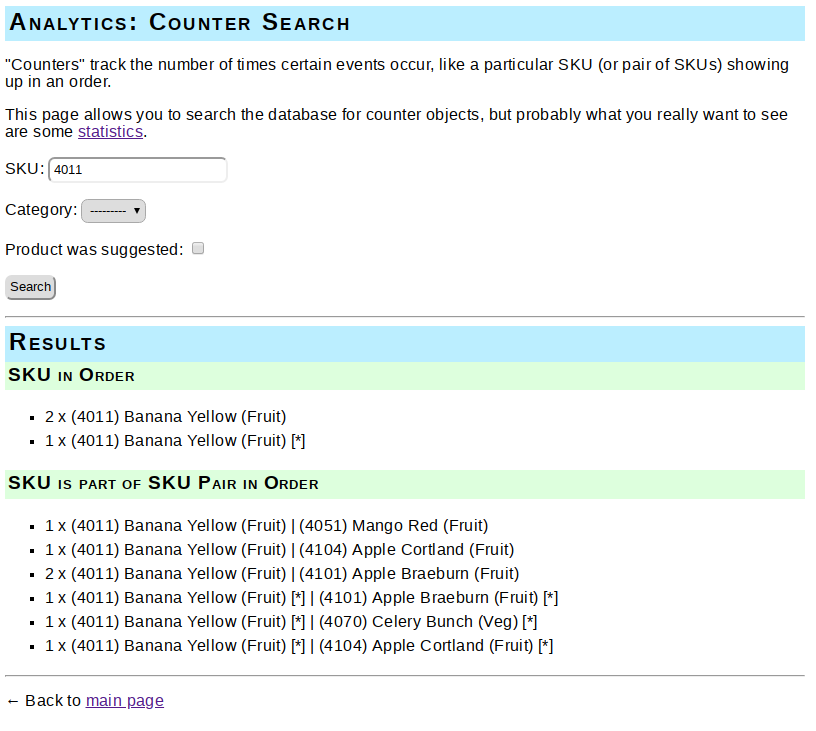 Analytics: Counter Search
"Counters" track the number of times certain events occur, like a particular SKU (or pair of SKUs) showing
up in an order.
This page allows you to search the database for counter objects, but probably what you really want to see
are some statistics.
SKU: 4011
Category: --------- ▼
Product was suggested:
Search
Results
SKU in Order
▪ 2 x (4011) Banana Yellow (Fruit)
▪ 1 x (4011) Banana Yellow (Fruit) [*]
SKU is part of SKU Pair in Order
▪ 1 x (4011) Banana Yellow (Fruit) | (4051) Mango Red (Fruit)
▪ 1 x (4011) Banana Yellow (Fruit) | (4104) Apple Cortland (Fruit)
▪ 2 x (4011) Banana Yellow (Fruit) | (4101) Apple Braeburn (Fruit)
▪ 1 x (4011) Banana Yellow (Fruit) [*] | (4101) Apple Braeburn (Fruit) [*]
▪ 1 x (4011) Banana Yellow (Fruit) [*] | (4070) Celery Bunch (Veg) [*]
▪ 1 x (4011) Banana Yellow (Fruit) [*] | (4104) Apple Cortland (Fruit) [*]
← Back to main page